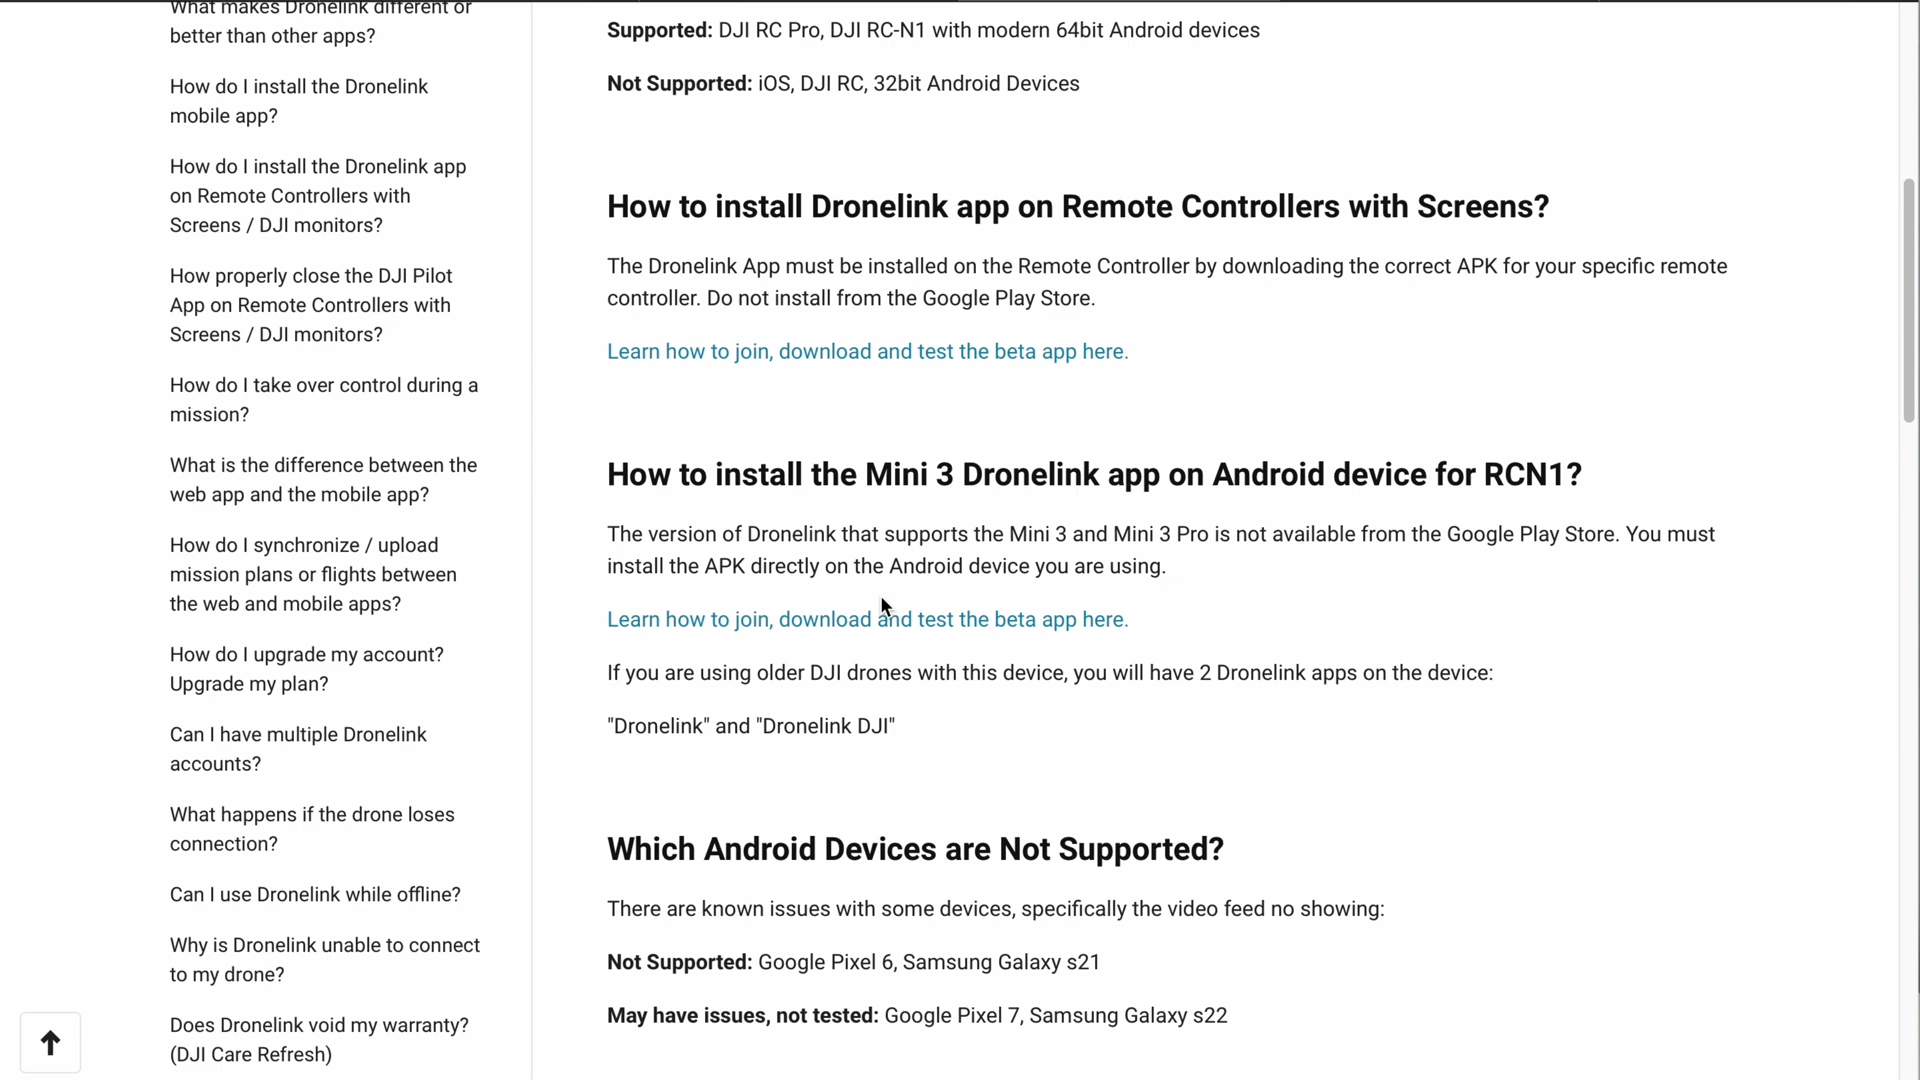 What makes Dronelink different or
better than other apps?
How do I install the Dronelink
mobile app?
How do I install the Dronelink app
on Remote Controllers with
Screens / DJI monitors?
How properly close the DJI Pilot
App on Remote Controllers with
Screens / DJI monitors?
How do I take over control during a
mission?
What is the difference between the
web app and the mobile app?
How do I synchronize / upload
mission plans or flights between
the web and mobile apps?
How do I upgrade my account?
Upgrade my plan?
Can I have multiple Dronelink
accounts?
What happens if the drone loses
connection?
Can I use Dronelink while offline?
Why is Dronelink unable to connect
to my drone?
Does Dronelink void my warranty?
(DJI Care Refresh)
Supported: DJI RC Pro, DJI RC-N1 with modern 64bit Android devices
Not Supported: iOS, DJI RC, 32bit Android Devices
How to install Dronelink app on Remote Controllers with Screens?
The Dronelink App must be installed on the Remote Controller by downloading the correct APK for your specific remote
controller. Do not install from the Google Play Store.
Learn how to join, download and test the beta app here.
How to install the Mini 3 Dronelink app on Android device for RCN1?
The version of Dronelink that supports the Mini 3 and Mini 3 Pro is not available from the Google Play Store. You must
install the APK directly on the Android device you are using.
Learn how to join, download and test the beta app here.
If you are using older DJI drones with this device, you will have 2 Dronelink apps on the device:
"Dronelink" and "Dronelink DJI"
Which Android Devices are Not Supported?
There are known issues with some devices, specifically the video feed no showing:
Not Supported: Google Pixel 6, Samsung Galaxy s21
May have issues, not tested: Google Pixel 7, Samsung Galaxy s22